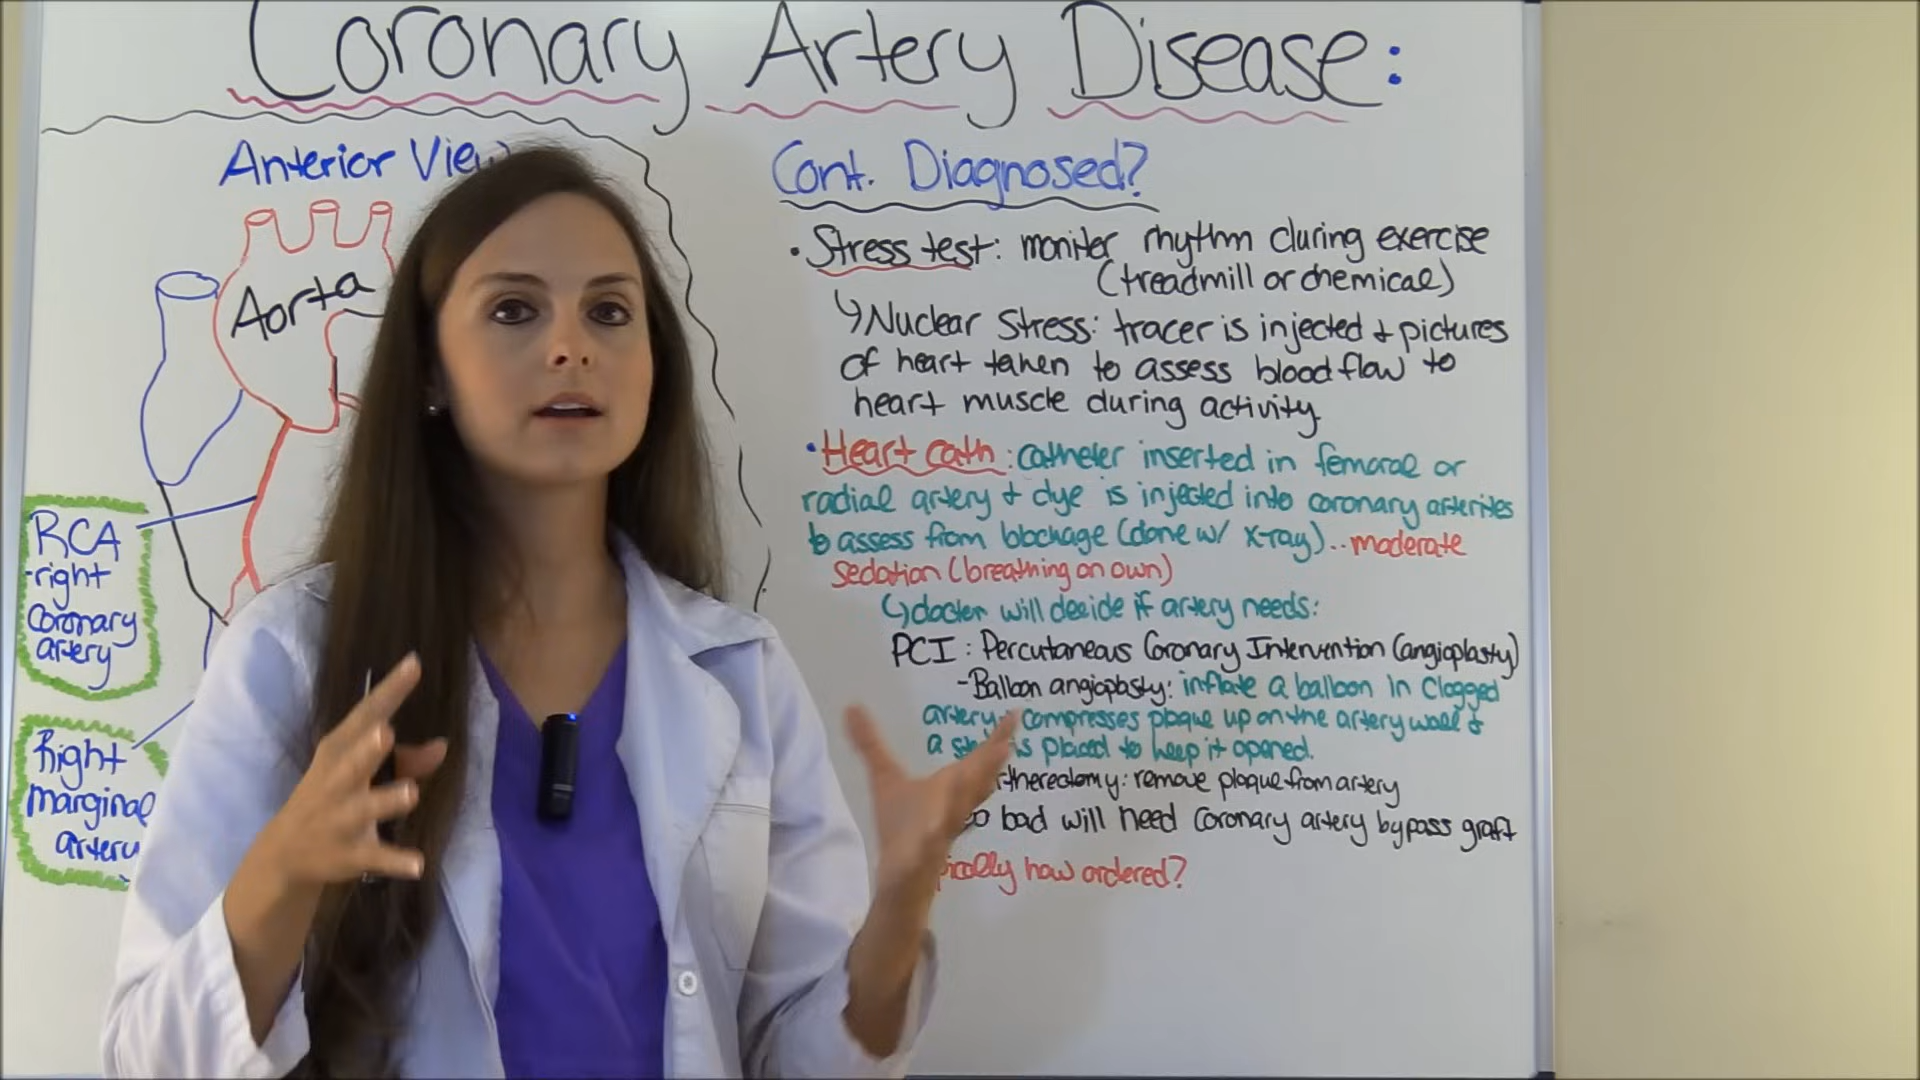 Coronary Artery Disease:
Anterior View
Aorta
RCA
-right
Coronary
artery
Right
marginal
artery
Cont. Diagnosed?
• Stress test: moniter rhythm during exercise
(treadmill or chemical)
↳ Nuclear Stress: tracer is injected + pictures
of heart taken to assess blood flow to
heart muscle during activity
• Heart cath: catheter inserted in femoral or
radial artery + dye is injected into coronary arterites
to assess from blockage (done w/ x-ray)... moderate
sedation (breathing on own)
↳ docter will decide if artery needs:
PCI: Percutaneous Coronary Intervention (angioplasty)
- Balloon angioplasty: inflate a balloon in clogged
artery- compresses plaque up on the artery wall +
a is placed to keep it opened.
therectomy: remove plaque from artery
bad will need coronary artery bypass graft
how ordered?